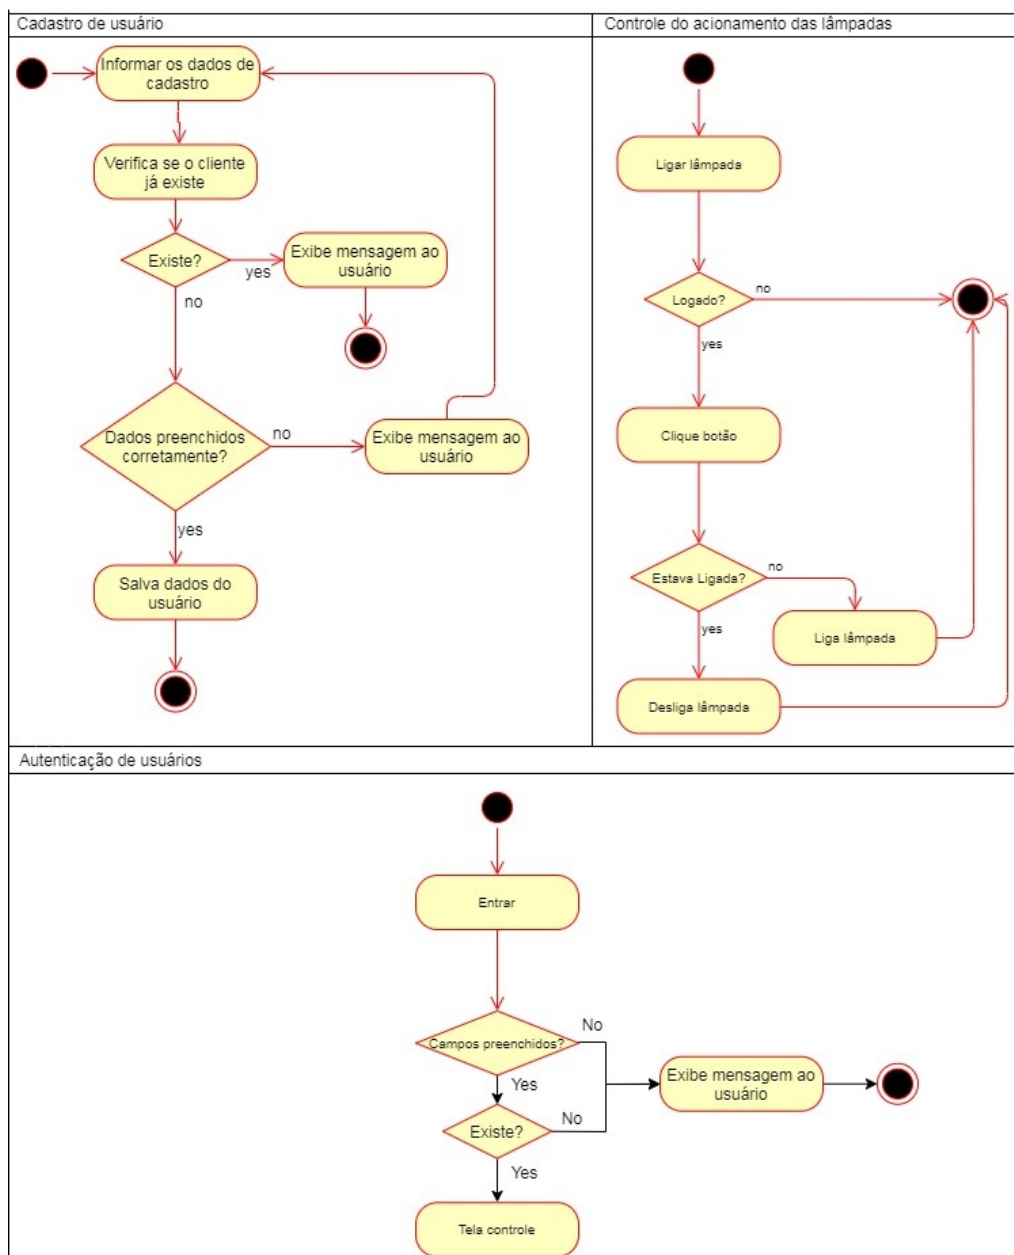 Cadastro de usuário
Informar os dados de
cadastro
Verifica se o cliente
já existe
Existe?
yes
Exibe mensagem ao
usuário
no
Dados preenchidos
corretamente?
no
Exibe mensagem ao
usuário
yes
Salva dados do
usuário
Controle do acionamento das lâmpadas
Ligar lâmpada
Logado?
no
yes
Clique botão
Estava Ligada?
no
Liga lâmpada
yes
Desliga lâmpada
Autenticação de usuários
Entrar
Campos preenchidos?
No
Yes
Exibe mensagem ao
usuário
Existe?
No
Yes
Tela controle